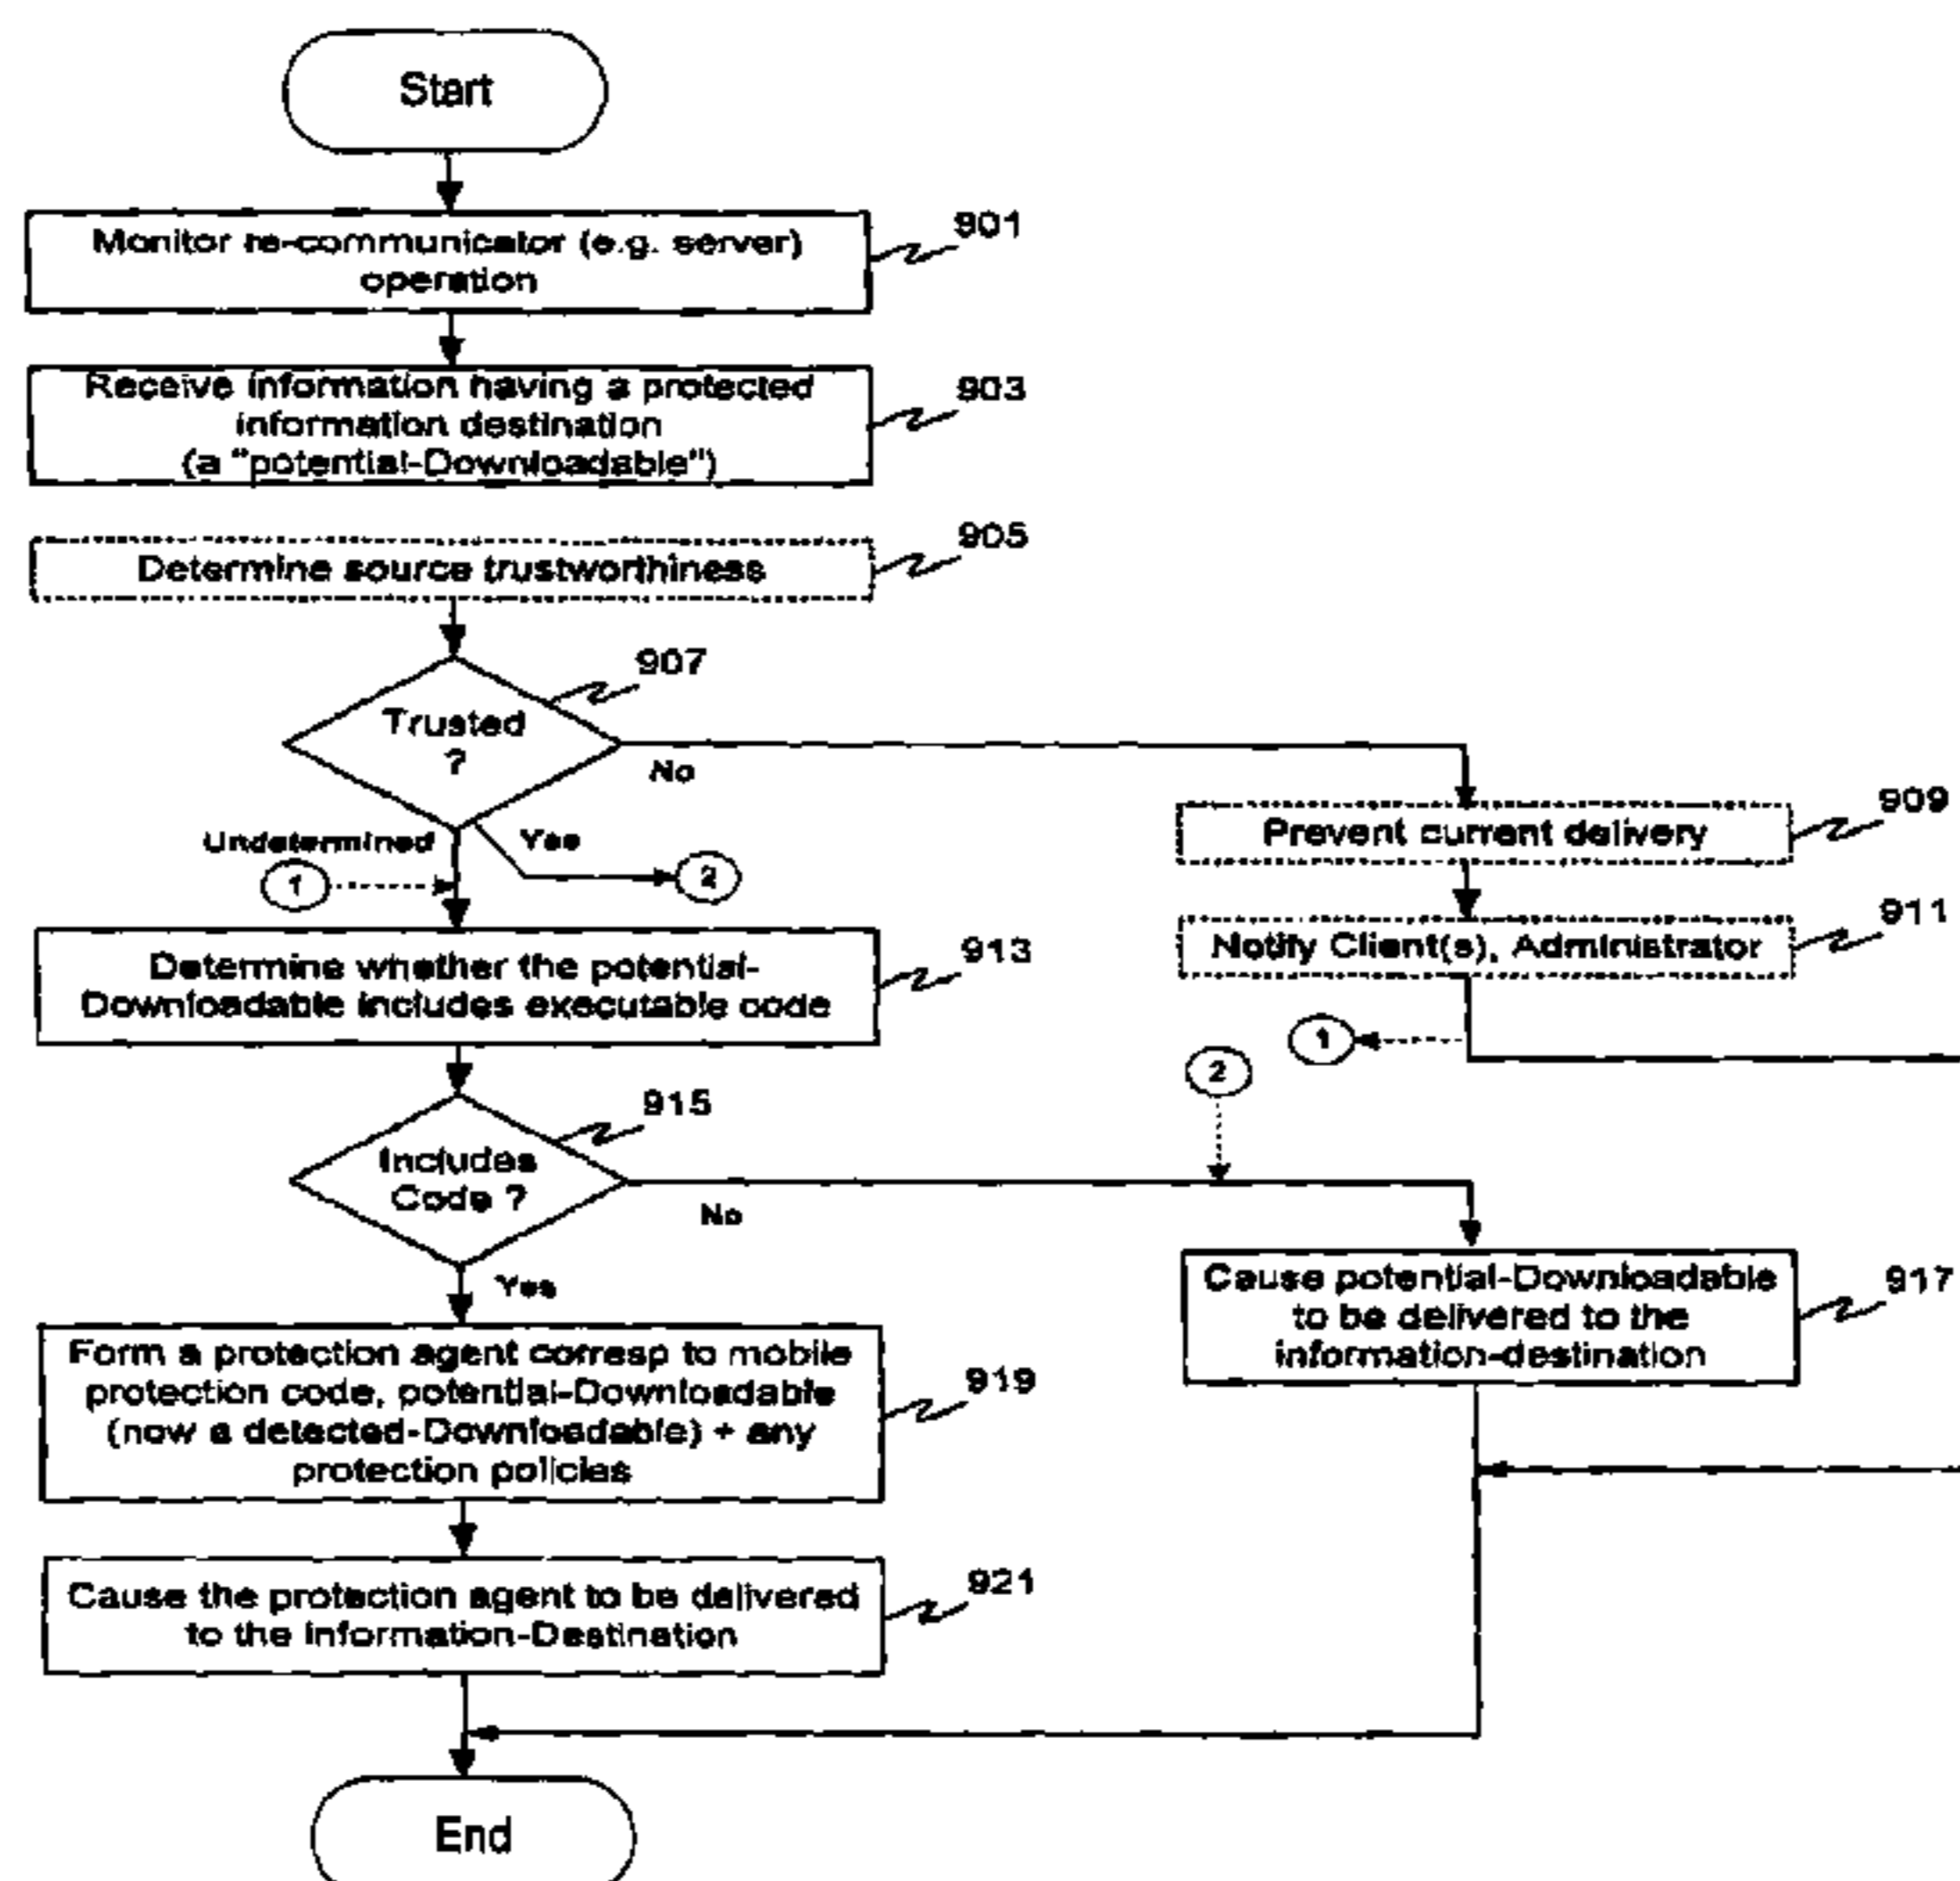 Start
Monitor re-communicator (e.g. server)
operation
901
Receive information having a protected
information destination
(a "potential-Downloadable")
903
Determine source trustworthiness
905
Trusted
?
907
No
Undetermined
Yes
1
2
Prevent current delivery
909
Notify Client(s), Administrator
911
1
2
Determine whether the potential-
Downloadable includes executable code
913
Includes
Code ?
915
No
Yes
Cause potential-Downloadable
to be delivered to the
information-destination
917
Form a protection agent corresp to mobile
protection code, potential-Downloadable
(now a detected-Downloadable) + any
protection policies
919
Cause the protection agent to be delivered
to the Information-Destination
921
End